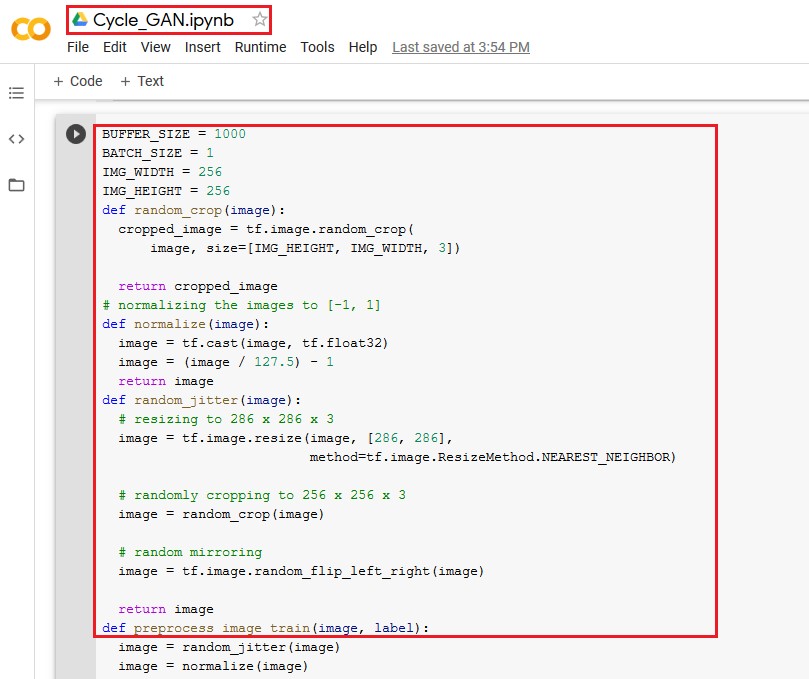 CO Cycle_GAN.ipynb
File Edit View Insert Runtime Tools Help Last saved at 3:54 PM
+ Code + Text
BUFFER_SIZE = 1000
BATCH_SIZE = 1
IMG_WIDTH = 256
IMG_HEIGHT = 256
def random_crop(image):
  cropped_image = tf.image.random_crop(
      image, size=[IMG_HEIGHT, IMG_WIDTH, 3])
  return cropped_image
# normalizing the images to [-1, 1]
def normalize(image):
  image = tf.cast(image, tf.float32)
  image = (image / 127.5) - 1
  return image
def random_jitter(image):
  # resizing to 286 x 286 x 3
  image = tf.image.resize(image, [286, 286],
                          method=tf.image.ResizeMethod.NEAREST_NEIGHBOR)
  # randomly cropping to 256 x 256 x 3
  image = random_crop(image)
  # random mirroring
  image = tf.image.random_flip_left_right(image)
  return image
def preprocess_image_train(image, label):
  image = random_jitter(image)
  image = normalize(image)